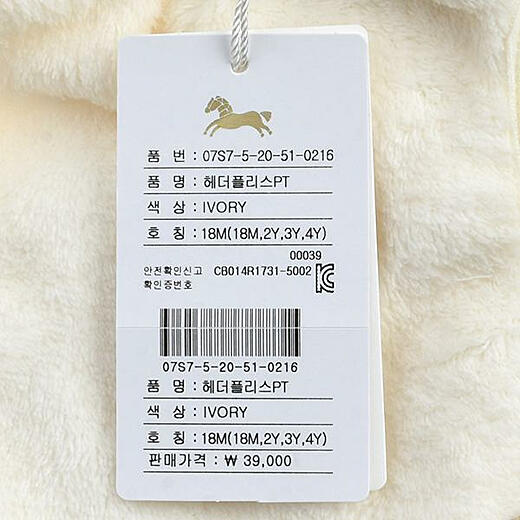 품 번 : 07S7-5-20-51-0216
품 명 : 헤더플리스PT
색 상 : IVORY
호 칭 : 18M(18M,2Y,3Y,4Y)
00039
안전확인신고 CB014R1731-5002
확인증번호
07S7-5-20-51-0216
품 명 : 헤더플리스PT
색 상 : IVORY
호 칭 : 18M(18M,2Y,3Y,4Y)
판매가격 : ₩ 39,000